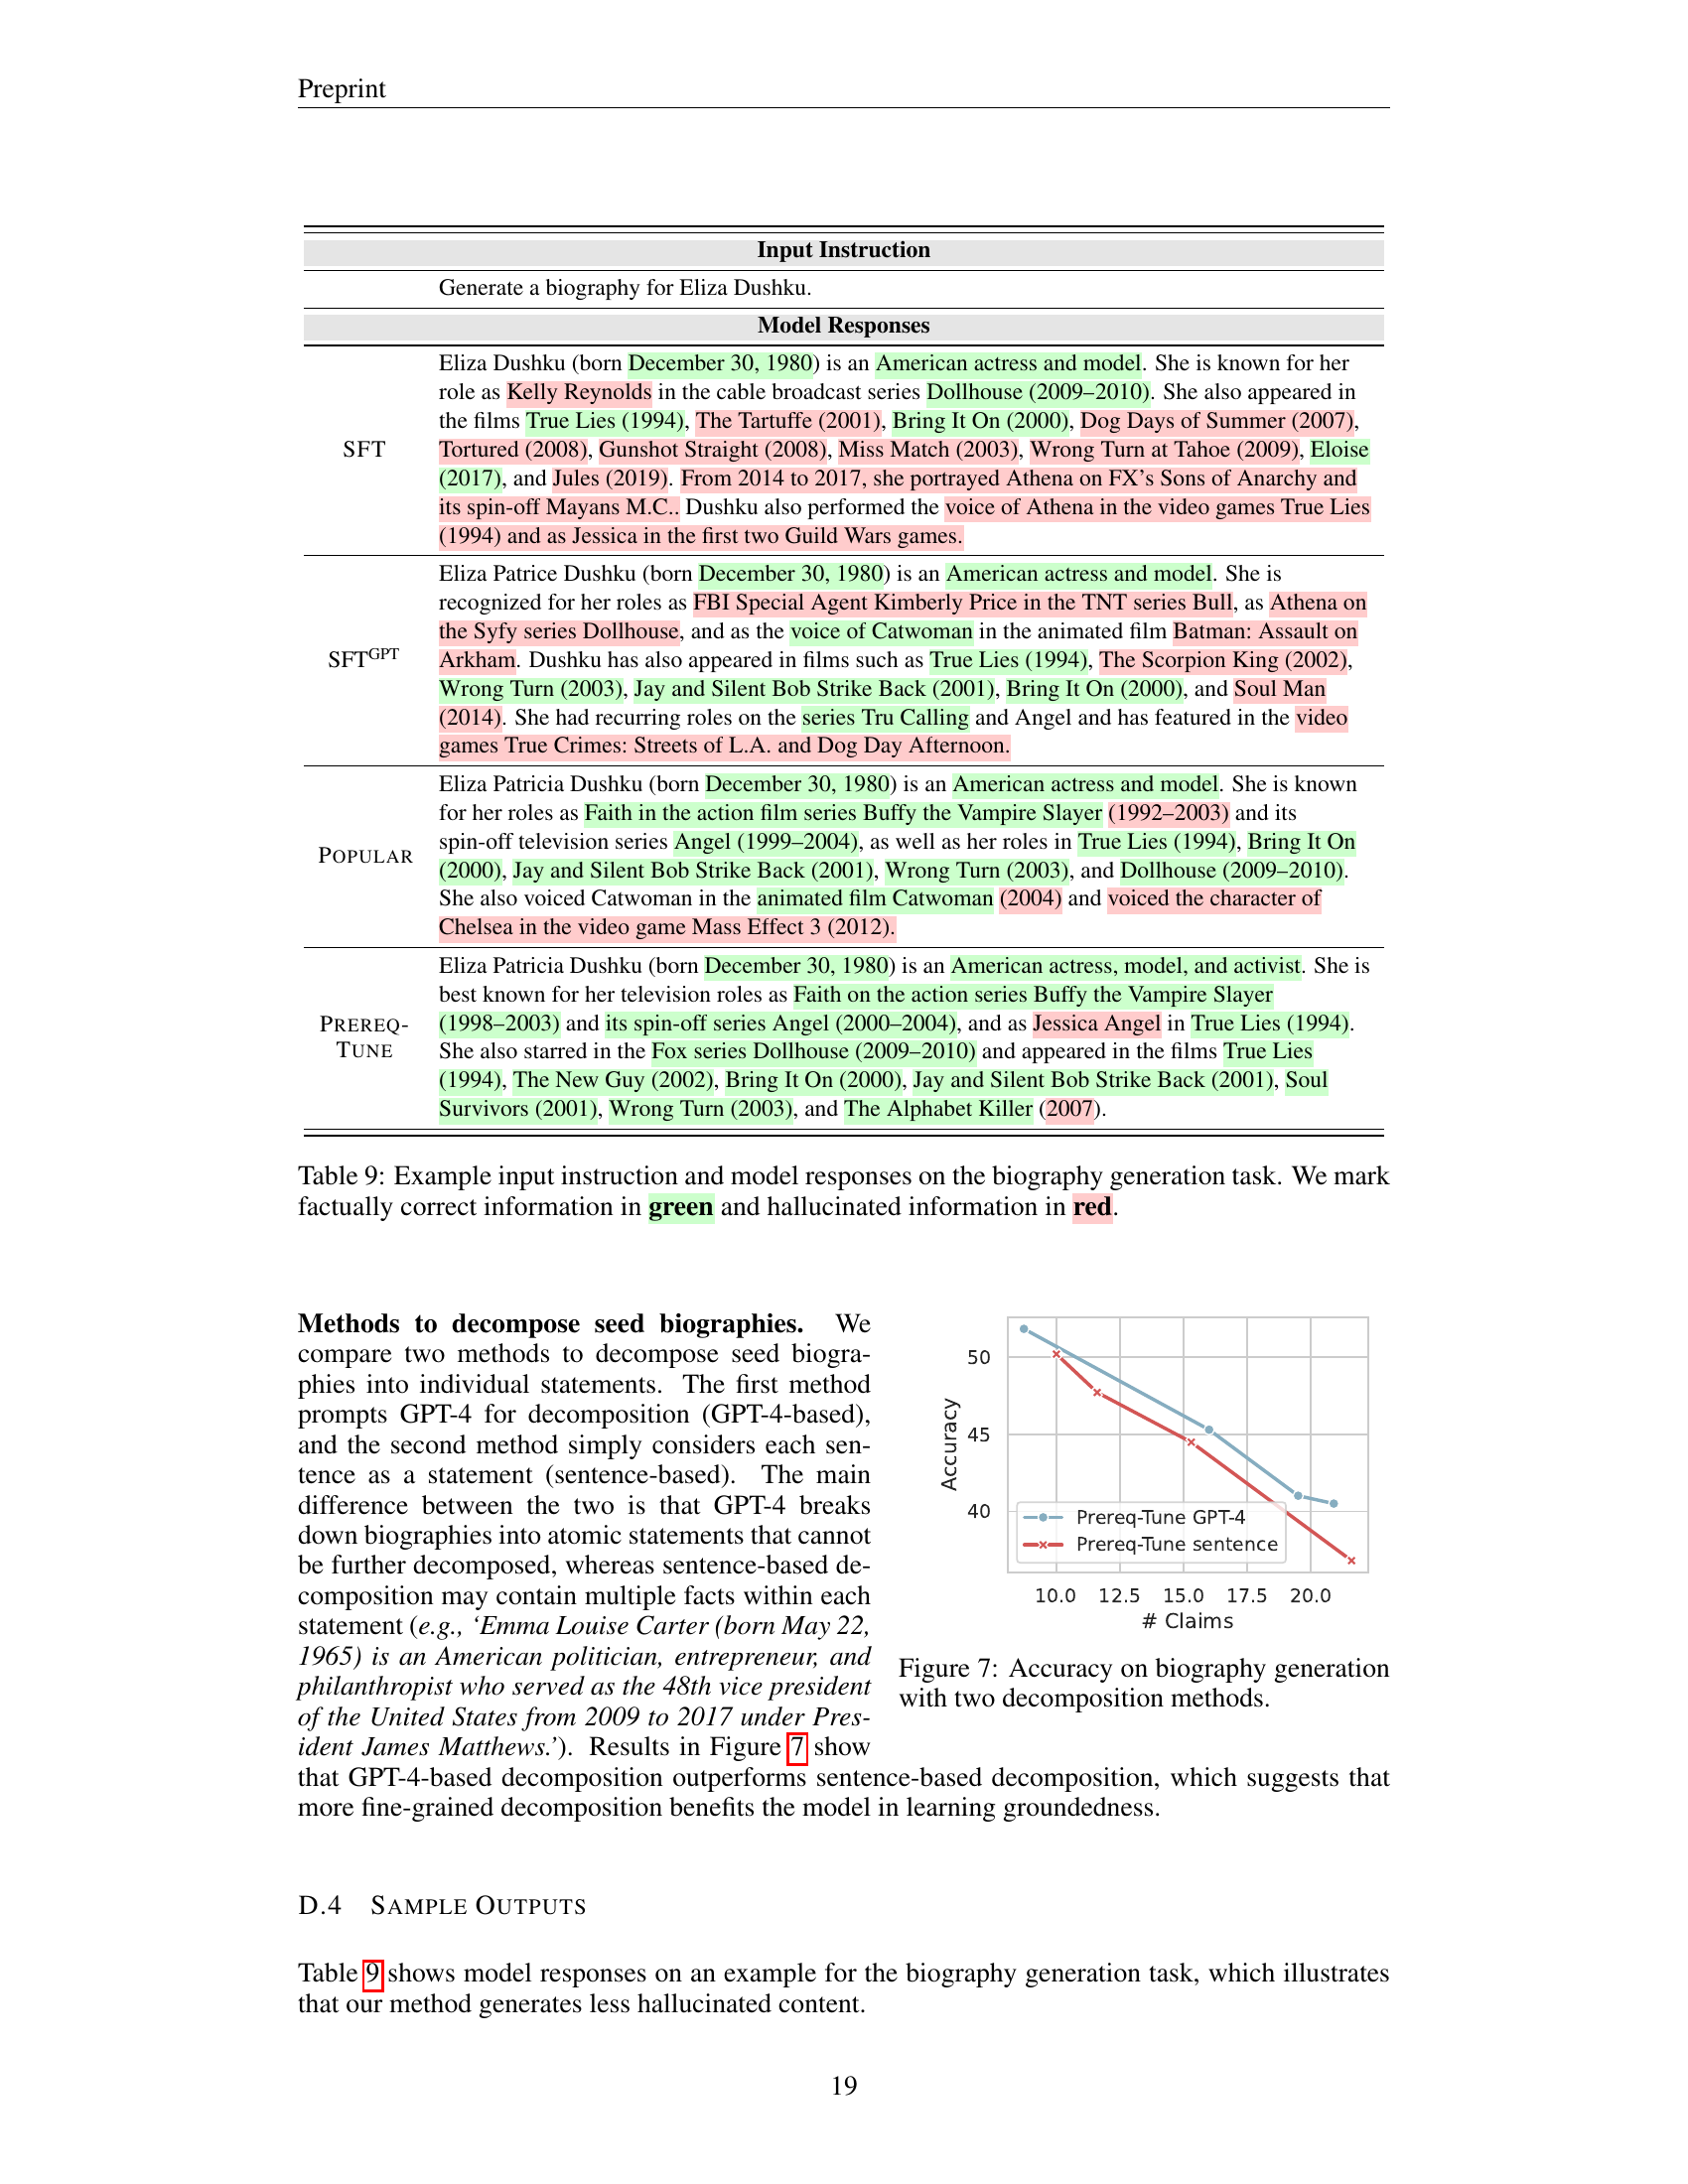 Preprint
Input Instruction
Generate a biography for Eliza Dushku.
Model Responses
SFT
Eliza Dushku (born December 30, 1980) is an American actress and model. She is known for her
role as Kelly Reynolds in the cable broadcast series Dollhouse (2009–2010). She also appeared in
the films True Lies (1994), The Tartuffe (2001), Bring It On (2000), Dog Days of Summer (2007),
Tortured (2008), Gunshot Straight (2008), Miss Match (2003), Wrong Turn at Tahoe (2009), Eloise
(2017), and Jules (2019). From 2014 to 2017, she portrayed Athena on FX's Sons of Anarchy and
its spin-off Mayans M.C.. Dushku also performed the voice of Athena in the video games True Lies
(1994) and as Jessica in the first two Guild Wars games.
SFTGPT
Eliza Patrice Dushku (born December 30, 1980) is an American actress and model. She is
recognized for her roles as FBI Special Agent Kimberly Price in the TNT series Bull, as Athena on
the Syfy series Dollhouse, and as the voice of Catwoman in the animated film Batman: Assault on
Arkham. Dushku has also appeared in films such as True Lies (1994), The Scorpion King (2002),
Wrong Turn (2003), Jay and Silent Bob Strike Back (2001), Bring It On (2000), and Soul Man
(2014). She had recurring roles on the series Tru Calling and Angel and has featured in the video
games True Crimes: Streets of L.A. and Dog Day Afternoon.
POPULAR
Eliza Patricia Dushku (born December 30, 1980) is an American actress and model. She is known
for her roles as Faith in the action film series Buffy the Vampire Slayer (1992–2003) and its
spin-off television series Angel (1999–2004), as well as her roles in True Lies (1994), Bring It On
(2000), Jay and Silent Bob Strike Back (2001), Wrong Turn (2003), and Dollhouse (2009–2010).
She also voiced Catwoman in the animated film Catwoman (2004) and voiced the character of
Chelsea in the video game Mass Effect 3 (2012).
PREREQ-
TUNE
Eliza Patricia Dushku (born December 30, 1980) is an American actress, model, and activist. She is
best known for her television roles as Faith on the action series Buffy the Vampire Slayer
(1998–2003) and its spin-off series Angel (2000–2004), and as Jessica Angel in True Lies (1994).
She also starred in the Fox series Dollhouse (2009–2010) and appeared in the films True Lies
(1994), The New Guy (2002), Bring It On (2000), Jay and Silent Bob Strike Back (2001), Soul
Survivors (2001), Wrong Turn (2003), and The Alphabet Killer (2007).
Table 9: Example input instruction and model responses on the biography generation task. We mark
factually correct information in green and hallucinated information in red.
Methods to decompose seed biographies. We
compare two methods to decompose seed biogra-
phies into individual statements. The first method
prompts GPT-4 for decomposition (GPT-4-based),
and the second method simply considers each sen-
tence as a statement (sentence-based). The main
difference between the two is that GPT-4 breaks
down biographies into atomic statements that cannot
be further decomposed, whereas sentence-based de-
composition may contain multiple facts within each
statement (e.g., ‘Emma Louise Carter (born May 22,
1965) is an American politician, entrepreneur, and
philanthropist who served as the 48th vice president
of the United States from 2009 to 2017 under Pres-
ident James Matthews.’). Results in Figure 7 show
that GPT-4-based decomposition outperforms sentence-based decomposition, which suggests that
more fine-grained decomposition benefits the model in learning groundedness.
50
45
40
Accuracy
Prereq-Tune GPT-4
Prereq-Tune sentence
10.0 12.5 15.0 17.5 20.0
# Claims
Figure 7: Accuracy on biography generation
with two decomposition methods.
D.4 SAMPLE OUTPUTS
Table 9 shows model responses on an example for the biography generation task, which illustrates
that our method generates less hallucinated content.
19